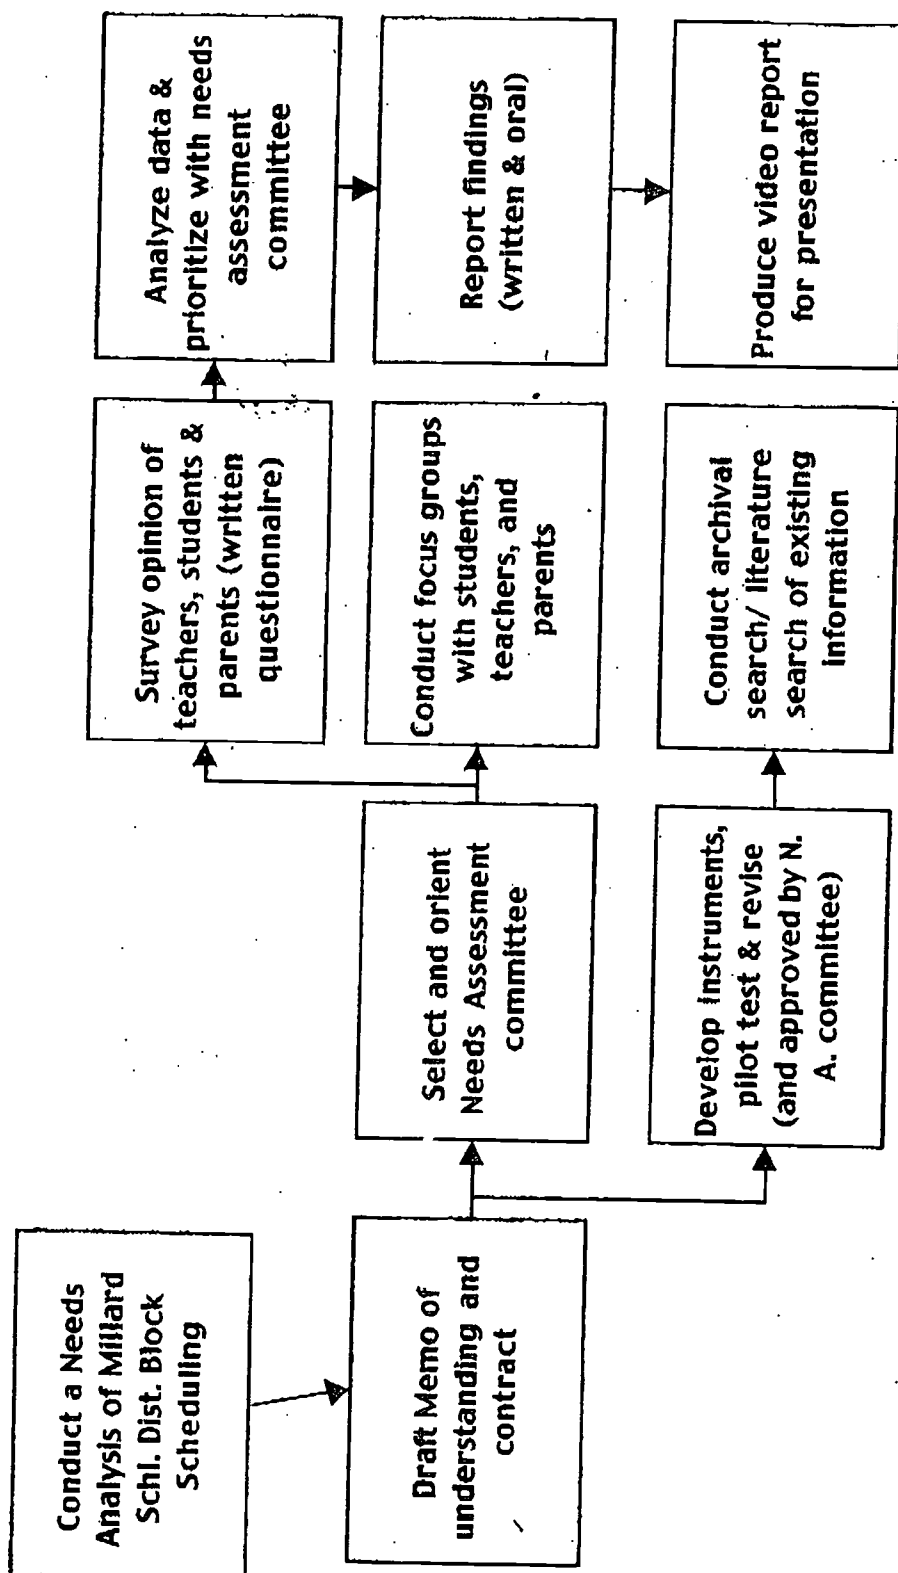 Conduct a Needs
Analysis of Millard
Schl. Dist. Block
Scheduling
Draft Memo of
understanding and
contract
Select and orient
Needs Assessment
committee
Develop instruments,
pilot test & revise
(and approved by N.
A. committee)
Survey opinion of
teachers, students &
parents (written
questionnaire)
Conduct focus groups
with students,
teachers, and
parents
Conduct archival
search/ literature
search of existing
information
Analyze data &
prioritize with needs
assessment
committee
Report findings
(written & oral)
Produce video report
for presentation